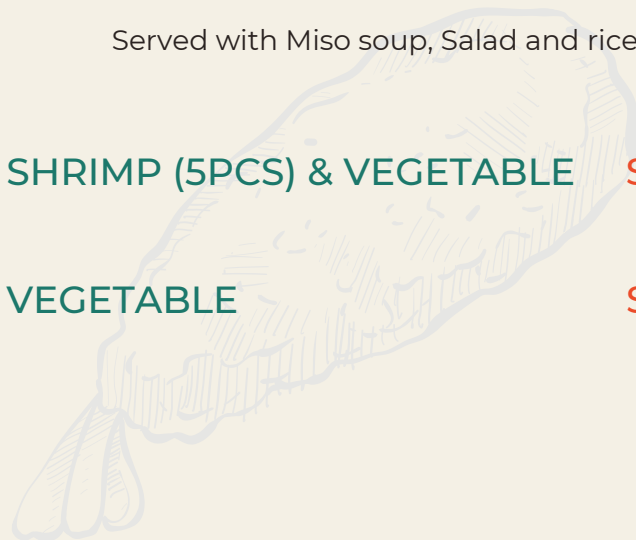 Served with Miso soup, Salad and rice
SHRIMP (5PCS) & VEGETABLE
VEGETABLE